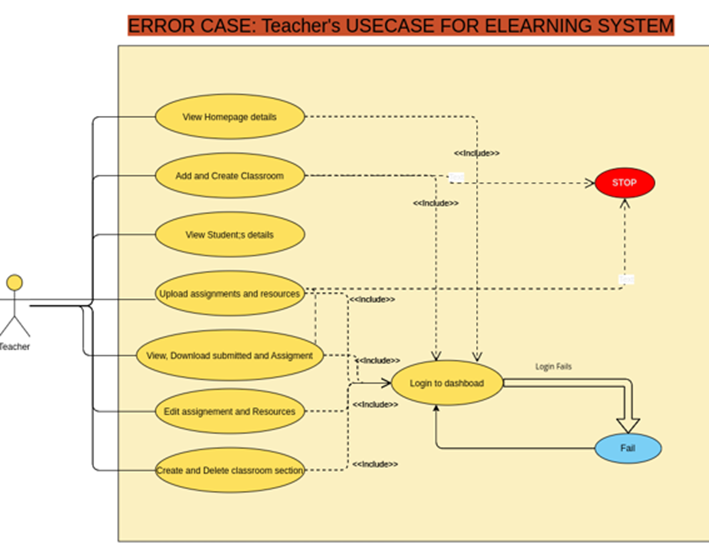 ERROR CASE: Teacher's USECASE FOR ELEARNING SYSTEM
View Homepage details
<<Include>>
Add and Create Classroom
STOP
<<Include>>
View Student;s details
Upload assignments and resources
<<Include>>
Teacher
View, Download submitted and Assigment
<<Include>>
Login Fails
Login to dashboad
<<Include>>
Edit assignement and Resources
Fail
<<Include>>
Create and Delete classroom section